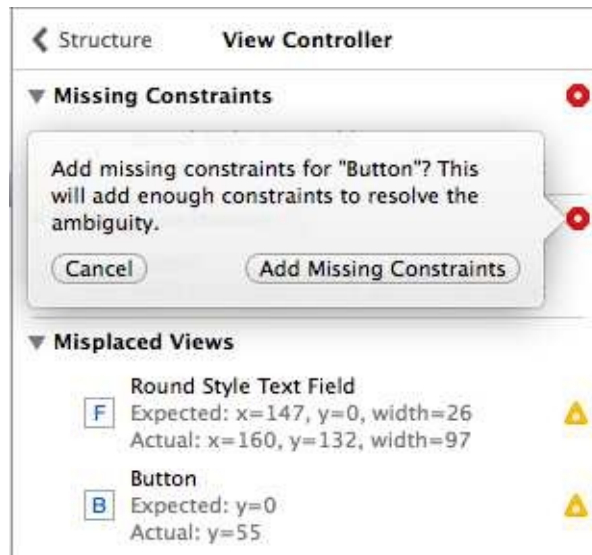 Structure View Controller
Missing Constraints
Add missing constraints for "Button"? This
will add enough constraints to resolve the
ambiguity.
Cancel Add Missing Constraints
Misplaced Views
Round Style Text Field
F Expected: x=147, y=0, width=26
Actual: x=160, y=132, width=97
Button
B Expected: y=0
Actual: y=55